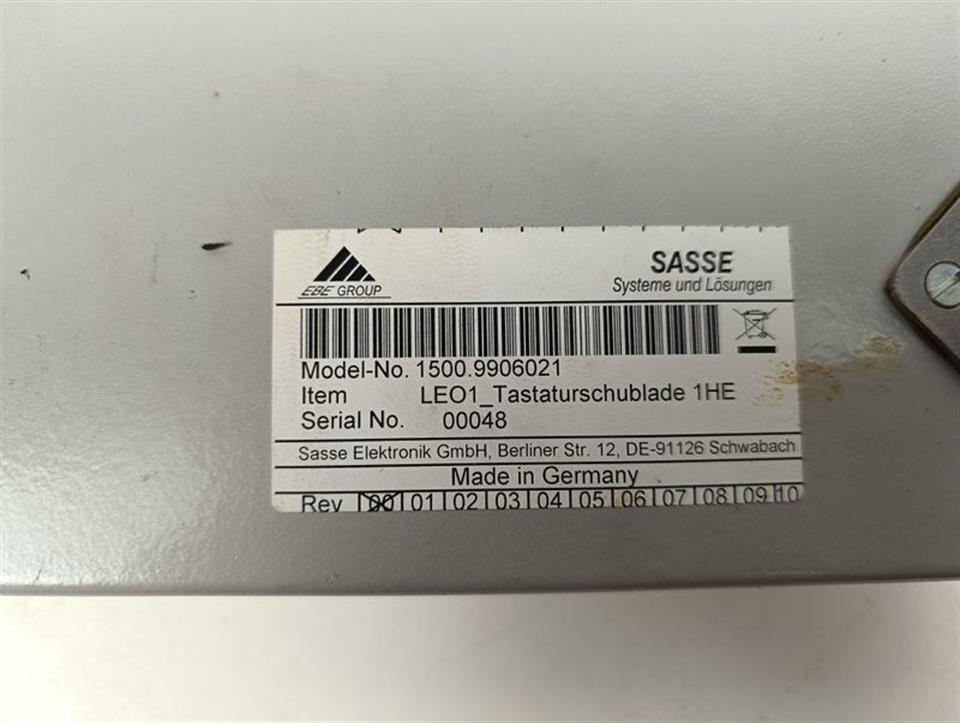 EBE GROUP
SASSE
Systeme und Lösungen
Model-No. 1500.9906021
Item LEO1_Tastaturschublade 1HE
Serial No. 00048
Sasse Elektronik GmbH, Berliner Str. 12, DE-91126 Schwabach
Made in Germany
Rev |00|01|02|03|04|05|06|07|08|09|10